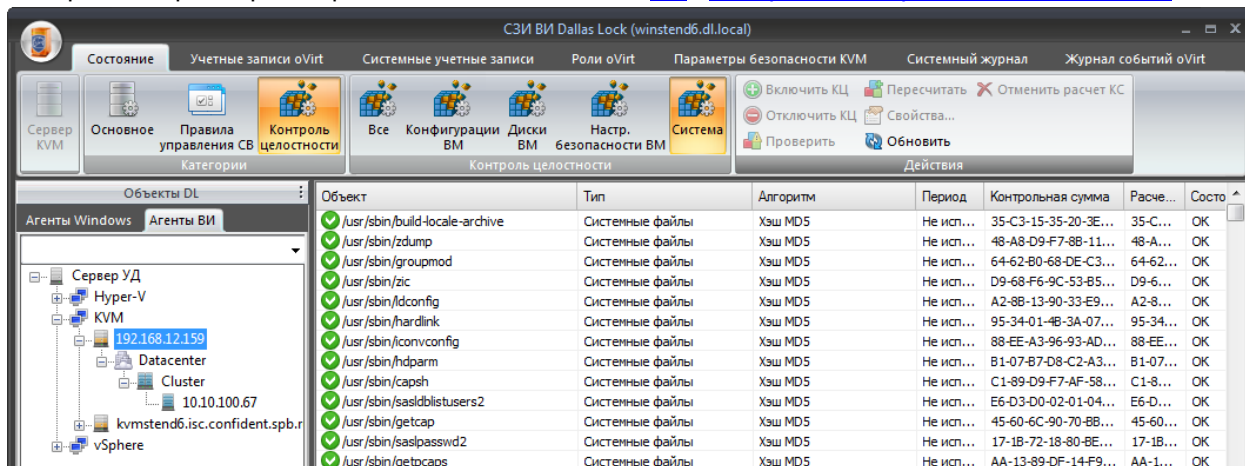 СЗИ ВИ Dallas Lock (winstend6.dl.local)
Состояние Учетные записи oVirt Системные учетные записи Роли oVirt Параметры безопасности KVM Системный журнал Журнал событий oVirt
Сервер KVM
Основное
Правила управления СВ
Контроль целостности
Категории
Все
Конфигурации ВМ
Диски ВМ
Настр. безопасности ВМ
Система
Контроль целостности
Включить КЦ Пересчитать Отменить расчет КС
Отключить КЦ Свойства...
Проверить Обновить
Действия
Объекты DL
Агенты Windows Агенты ВИ
Сервер УД
Hyper-V
KVM
192.168.12.159
Datacenter
Cluster
10.10.100.67
kvmstend6.isc.confident.spb.r
vSphere
Объект Тип Алгоритм Период Контрольная сумма Расче... Состо
/usr/sbin/build-locale-archive Системные файлы Хэш MD5 Не исп... 35-C3-15-35-20-3E... 35-C... OK
/usr/sbin/zdump Системные файлы Хэш MD5 Не исп... 48-A8-D9-F7-8B-11... 48-A... OK
/usr/sbin/groupmod Системные файлы Хэш MD5 Не исп... 64-62-B0-68-DE-C3... 64-62... OK
/usr/sbin/zic Системные файлы Хэш MD5 Не исп... D9-68-F6-9C-53-B5... D9-6... OK
/usr/sbin/ldconfig Системные файлы Хэш MD5 Не исп... A2-8B-13-90-33-E9... A2-8... OK
/usr/sbin/hardlink Системные файлы Хэш MD5 Не исп... 95-34-01-4B-3A-07... 95-34... OK
/usr/sbin/iconvconfig Системные файлы Хэш MD5 Не исп... 88-EE-A3-96-93-AD... 88-EE... OK
/usr/sbin/hdparm Системные файлы Хэш MD5 Не исп... B1-07-B7-D8-C2-A3... B1-07... OK
/usr/sbin/capsh Системные файлы Хэш MD5 Не исп... C1-89-D9-F7-AF-58... C1-8... OK
/usr/sbin/sasldblistusers2 Системные файлы Хэш MD5 Не исп... E6-D3-D0-02-01-04... E6-D... OK
/usr/sbin/getcap Системные файлы Хэш MD5 Не исп... 45-60-6C-90-70-BB... 45-60... OK
/usr/sbin/saslpasswd2 Системные файлы Хэш MD5 Не исп... 17-1B-72-18-80-BE... 17-1B... OK
/usr/sbin/getpcaps Системные файлы Хэш MD5 Не исп... AA-13-89-DF-14-F9... AA-1... OK